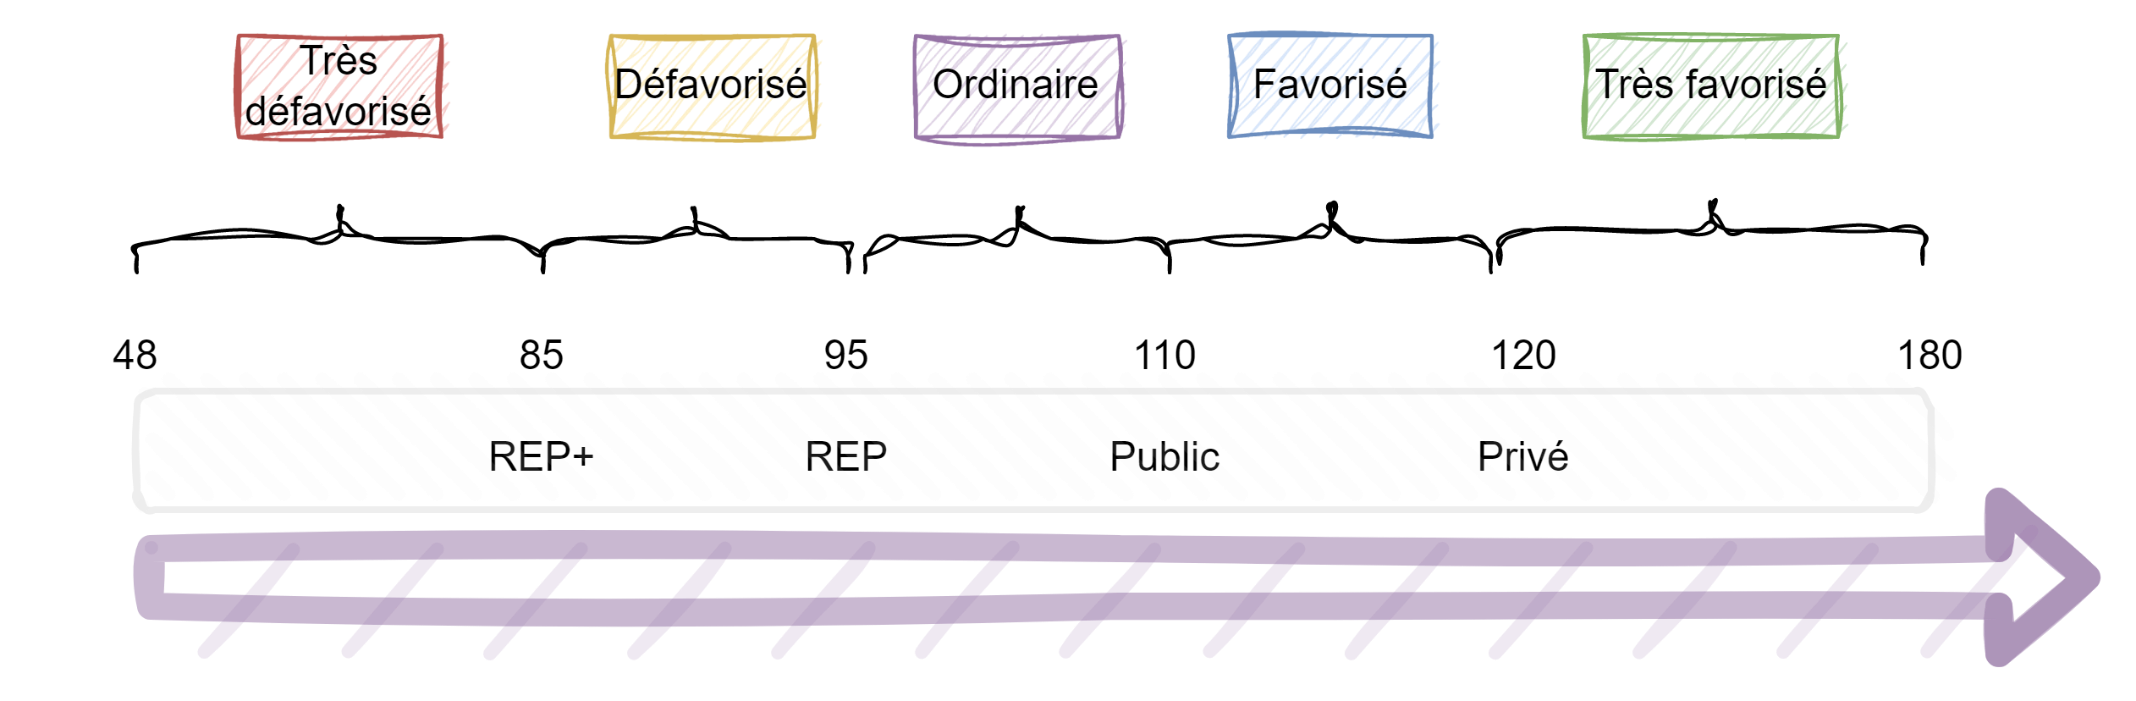 Très
défavorisé
Défavorisé
Ordinaire
Favorisé
Très favorisé
48 85 95 110 120 180
REP+ REP Public Privé